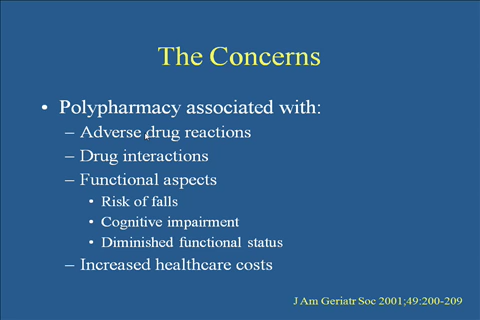 The Concerns
• Polypharmacy associated with:
– Adverse drug reactions
– Drug interactions
– Functional aspects
• Risk of falls
• Cognitive impairment
• Diminished functional status
– Increased healthcare costs
J Am Geriatr Soc 2001;49:200-209